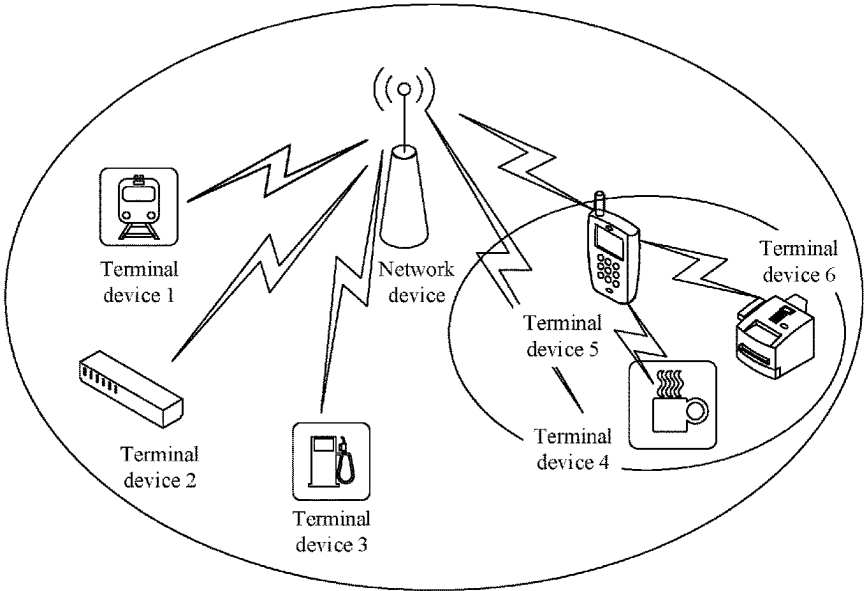 Terminal
device 1
Network
device
Terminal
device 6
Terminal
device 5
Terminal
device 2
Terminal
device 4
Terminal
device 3